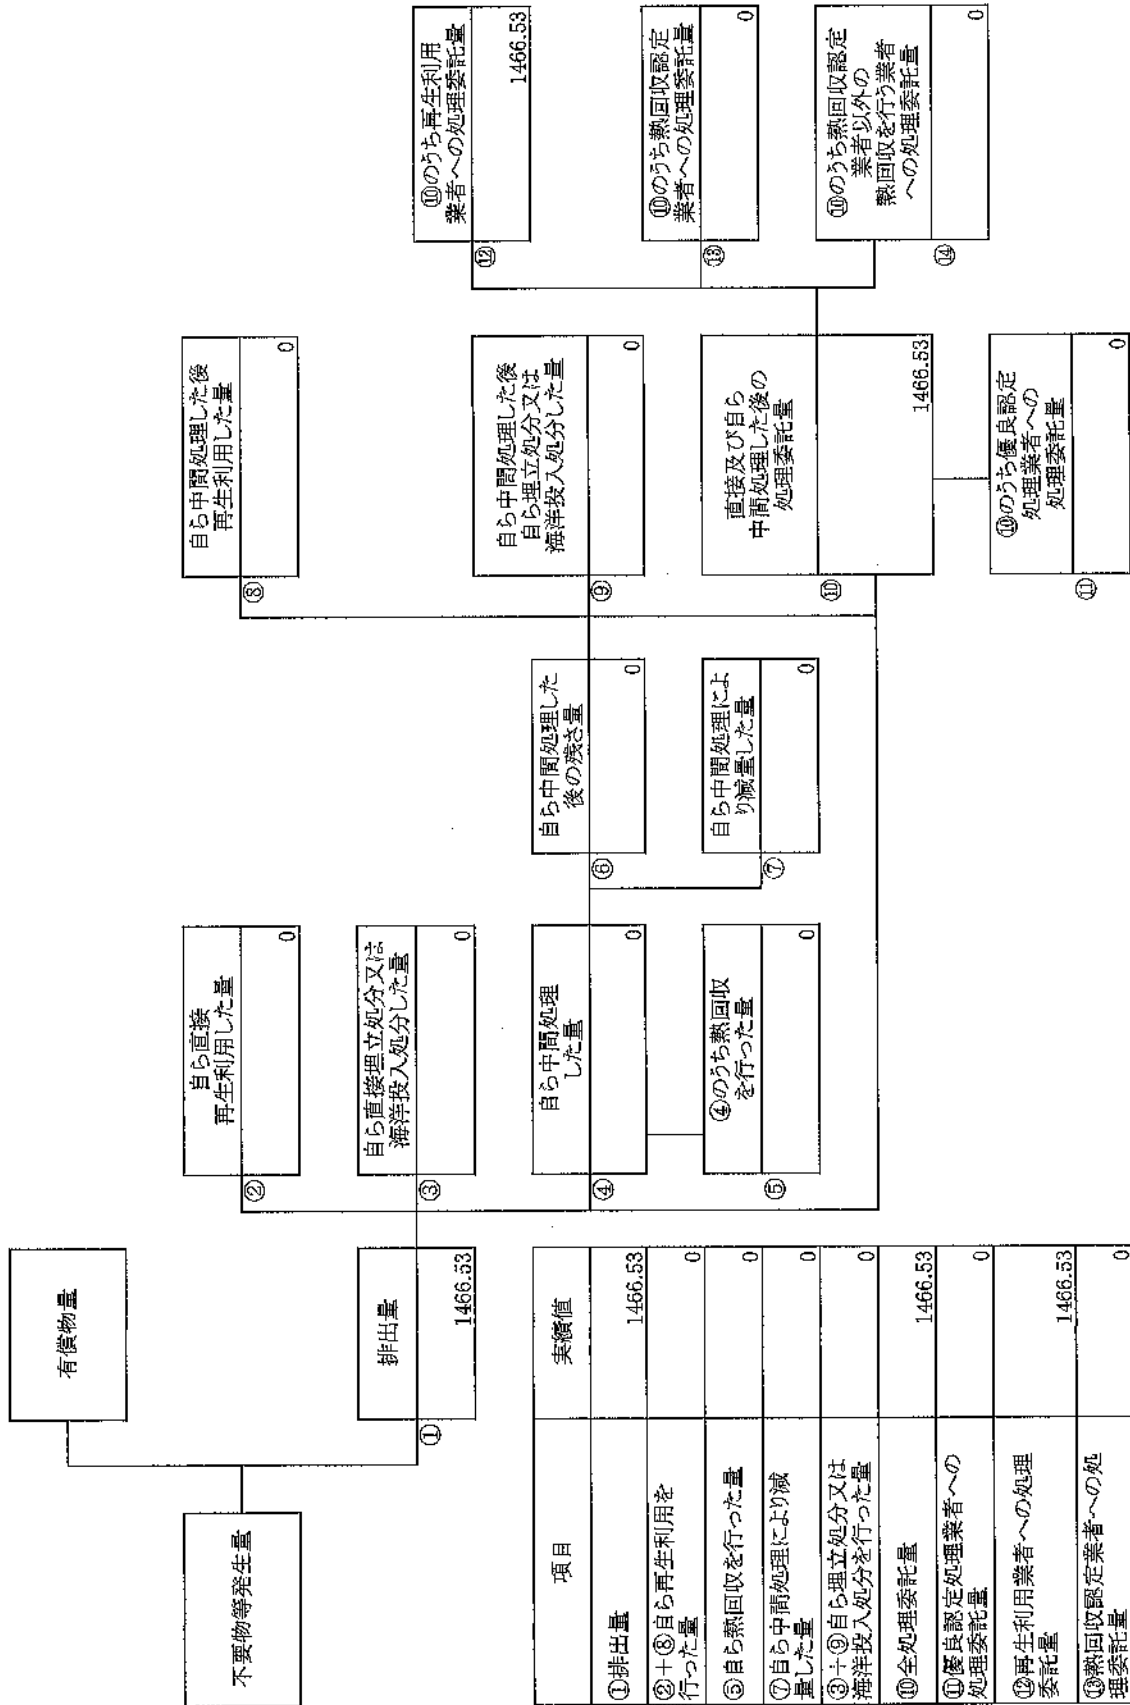 不要物等発生量
有償物量
排出量
①
1466.53
自ら直接
再生利用した量
②
0
自ら直接埋立処分又は
海洋投入処分した量
③
0
自ら中間処理
した量
④
0
④のうち熱回収
を行った量
⑤
0
自ら中間処理した
後の残さ量
⑥
0
自ら中間処理によ
り減量した量
⑦
0
自ら中間処理した後
再生利用した量
⑧
0
自ら中間処理した後
自ら埋立処分又は
海洋投入処分した量
⑨
0
直接及び自ら
中間処理した後の
処理委託量
⑩
1466.53
⑩のうち優良認定
処理業者への
処理委託量
⑪
0
⑩のうち再生利用
業者への処理委託量
⑫
1466.53
⑩のうち熱回収認定
業者への処理委託量
⑬
0
⑩のうち熱回収認定
業者以外の
熱回収を行う業者
への処理委託量
⑭
0
項目
実績値
①排出量
1466.53
②+⑧自ら再生利用を
行った量
0
⑤自ら熱回収を行った量
0
⑦自ら中間処理により減
量した量
0
③+⑨自ら埋立処分又は
海洋投入処分を行った量
0
⑩全処理委託量
1466.53
⑪優良認定処理業者への
処理委託量
0
⑫再生利用業者への処理
委託量
1466.53
⑬熱回収認定業者への処
理委託量
0